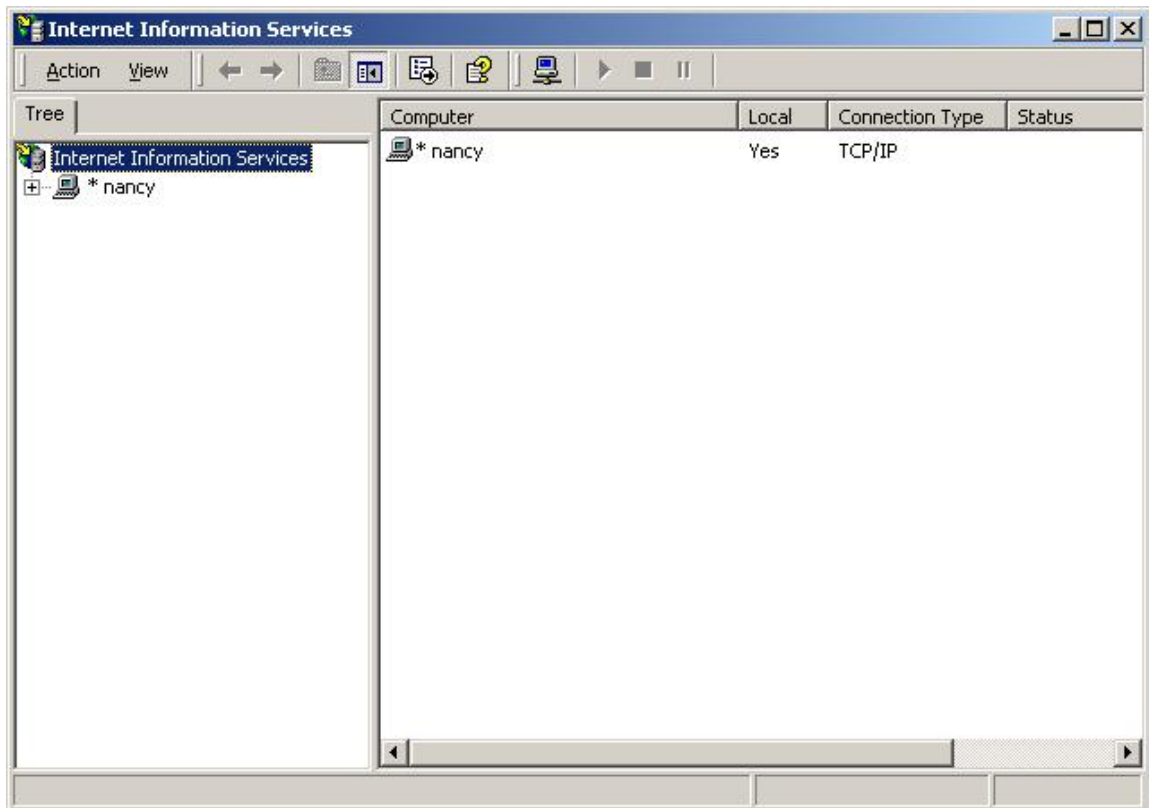 Internet Information Services
Action View
Tree
Computer Local Connection Type Status
Internet Information Services
* nancy
* nancy Yes TCP/IP